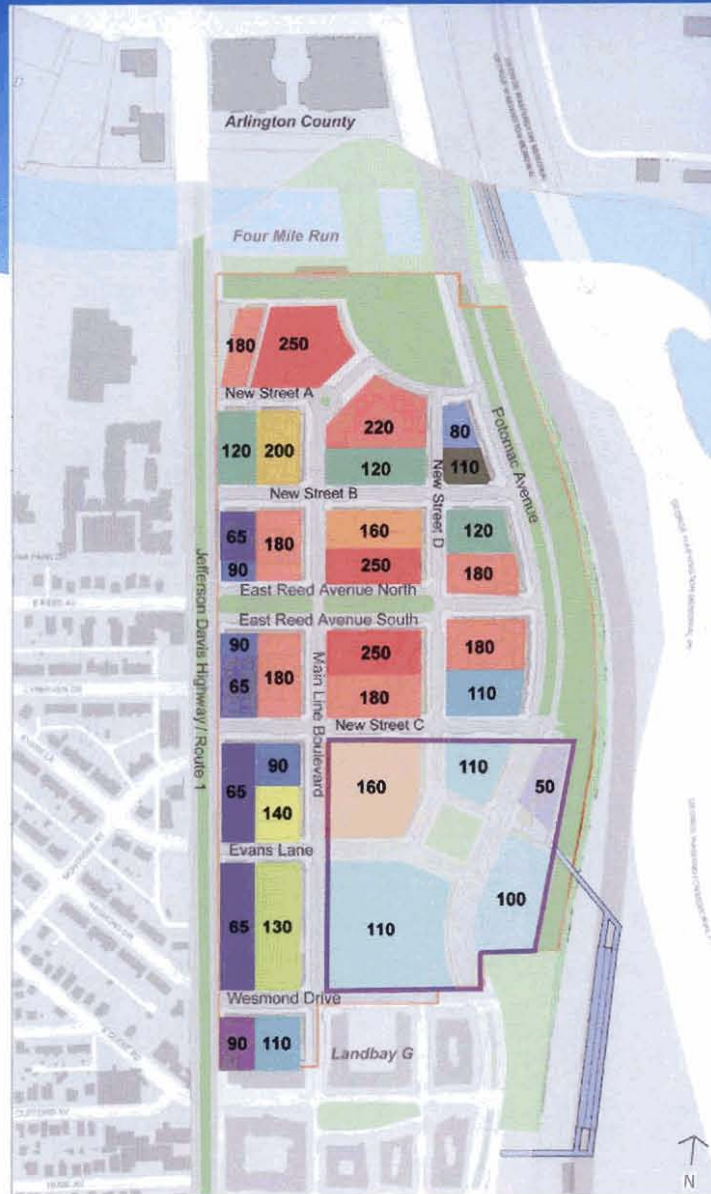 Arlington County
Four Mile Run
180
250
New Street A
220
80
120
200
120
110
New Street D
Potomac Avenue
New Street B
65
180
160
120
90
250
180
East Reed Avenue North
East Reed Avenue South
90
250
180
65
180
180
110
Jefferson Davis Highway / Route 1
Main Line Boulevard
New Street C
90
110
65
160
50
140
Evans Lane
65
130
110
100
Wesmond Drive
90
110
Landbay G
E REED AV
N